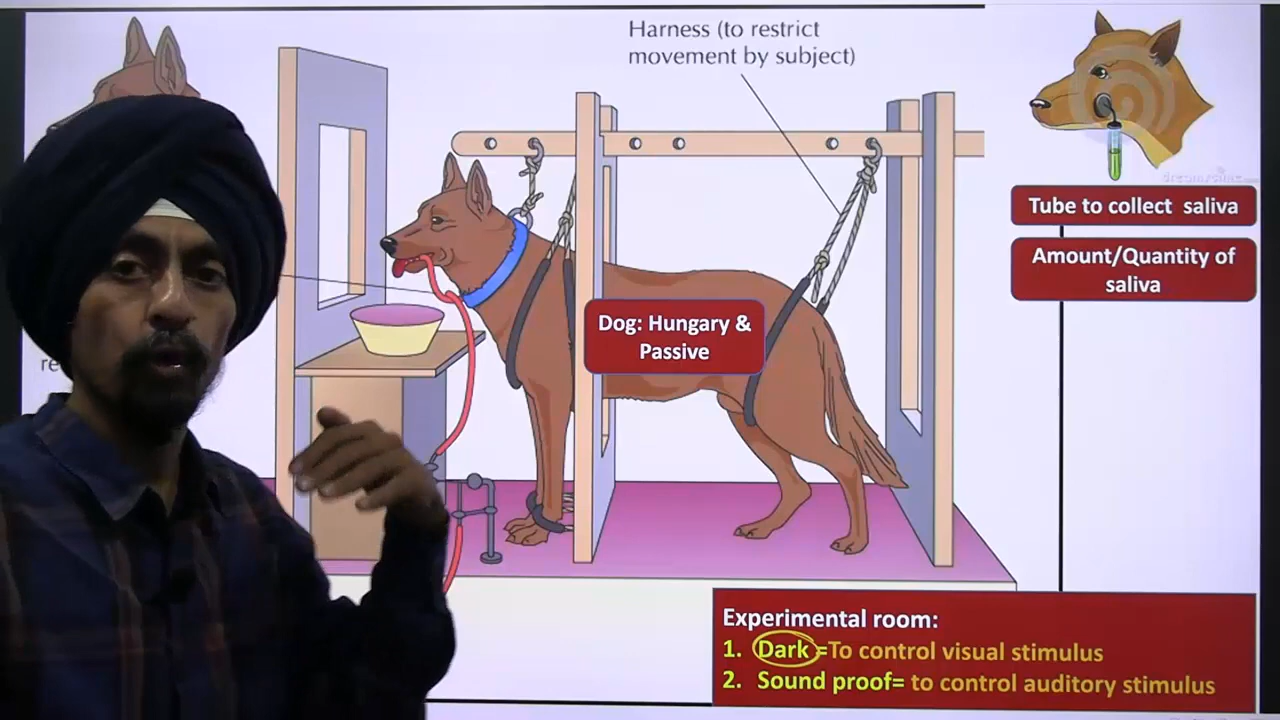 Harness (to restrict
movement by subject)
Tube to collect saliva
Amount/Quantity of
saliva
Dog: Hungary &
Passive
Experimental room:
1. Dark =To control visual stimulus
2. Sound proof= to control auditory stimulus